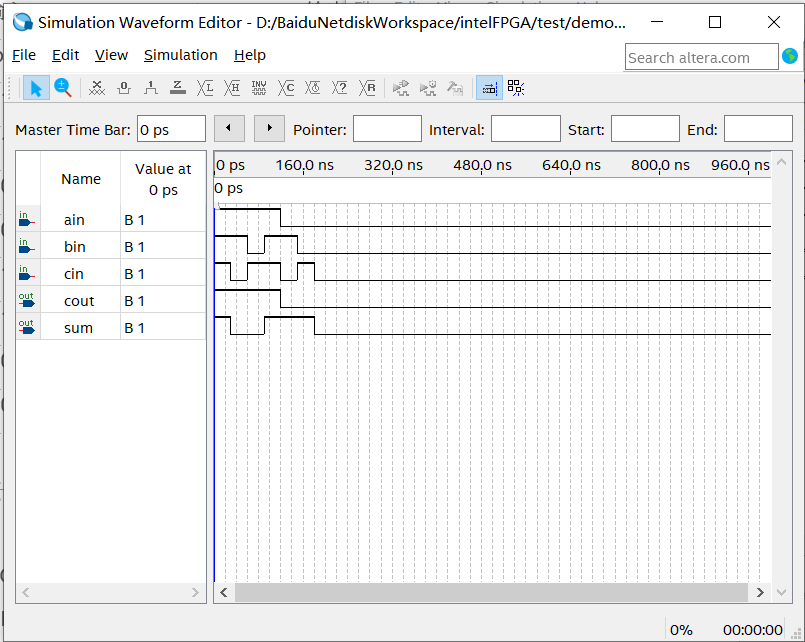 Simulation Waveform Editor - D:/BaiduNetdiskWorkspace/intelFPGA/test/demo...
File Edit View Simulation Help
Search altera.com
Master Time Bar: 0 ps Pointer: Interval: Start: End:
Name Value at 0 ps
0 ps 160.0 ns 320.0 ns 480.0 ns 640.0 ns 800.0 ns 960.0 ns
0 ps
in ain B 1
in bin B 1
in cin B 1
out cout B 1
out sum B 1
0% 00:00:00